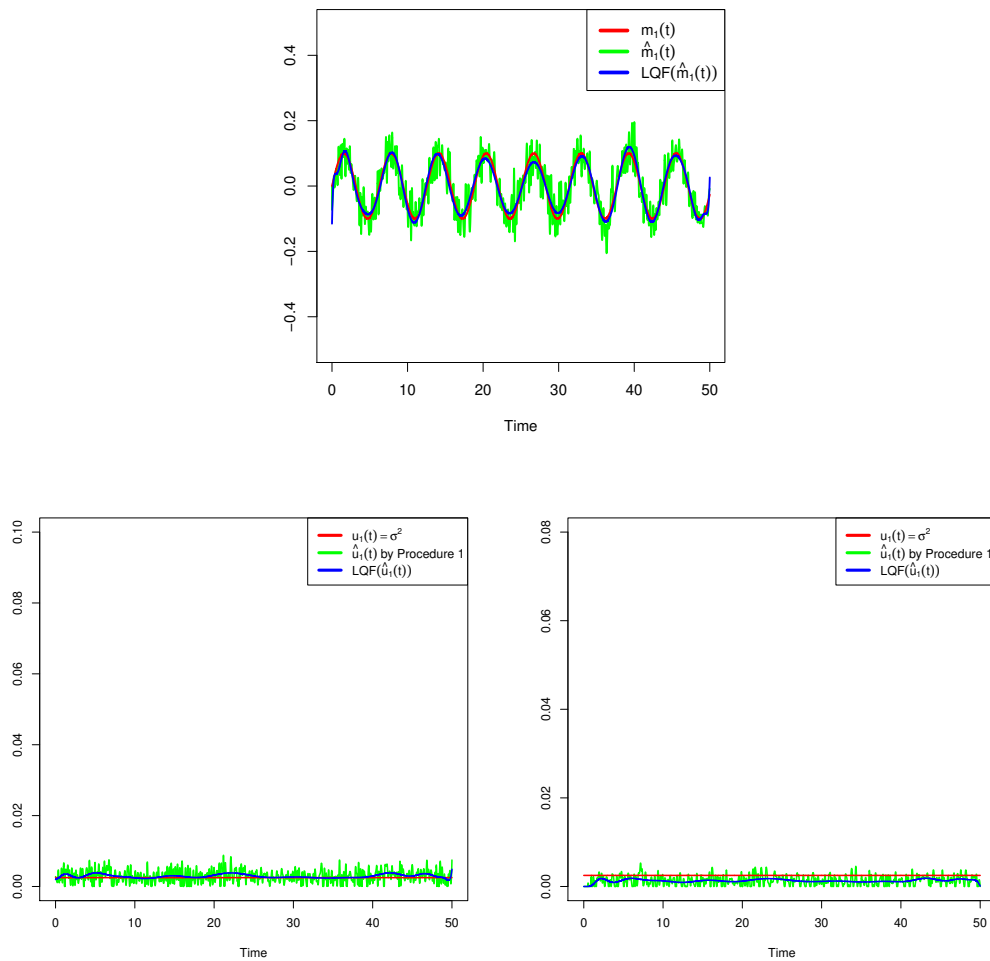 m₁(t)
m̂₁(t)
LQF(m̂₁(t))
0.4
0.2
0.0
−0.2
−0.4
0 10 20 30 40 50
Time
u₁(t) = σ²
û₁(t) by Procedure 1
LQF(û₁(t))
0.10
0.08
0.06
0.04
0.02
0.00
0 10 20 30 40 50
Time
u₁(t) = σ²
û₁(t) by Procedure 1
LQF(û₁(t))
0.08
0.06
0.04
0.02
0.00
0 10 20 30 40 50
Time